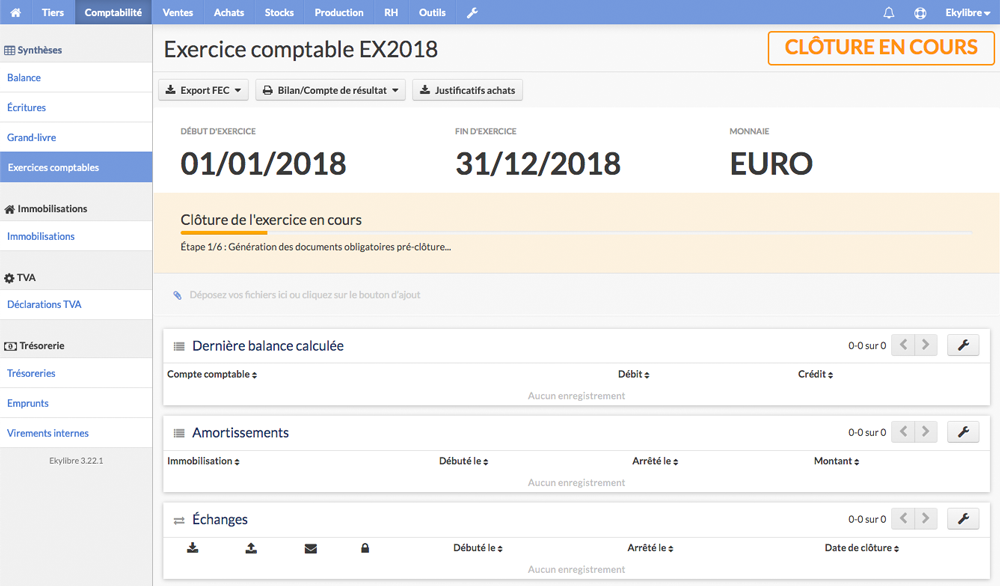 Tiers Comptabilité Ventes Achats Stocks Production RH Outils Ekylibre
Synthèses
Balance
Écritures
Grand-livre
Exercices comptables
Immobilisations
Immobilisations
TVA
Déclarations TVA
Trésorerie
Trésoreries
Emprunts
Virements internes
Ekylibre 3.22.1
Exercice comptable EX2018
CLÔTURE EN COURS
Export FEC Bilan/Compte de résultat Justificatifs achats
DÉBUT D'EXERCICE FIN D'EXERCICE MONNAIE
01/01/2018 31/12/2018 EURO
Clôture de l'exercice en cours
Étape 1/6 : Génération des documents obligatoires pré-clôture...
Déposez vos fichiers ici ou cliquez sur le bouton d'ajout
Dernière balance calculée 0-0 sur 0
Compte comptable Débit Crédit
Aucun enregistrement
Amortissements 0-0 sur 0
Immobilisation Débuté le Arrêté le Montant
Aucun enregistrement
Échanges 0-0 sur 0
Débuté le Arrêté le Date de clôture
Aucun enregistrement